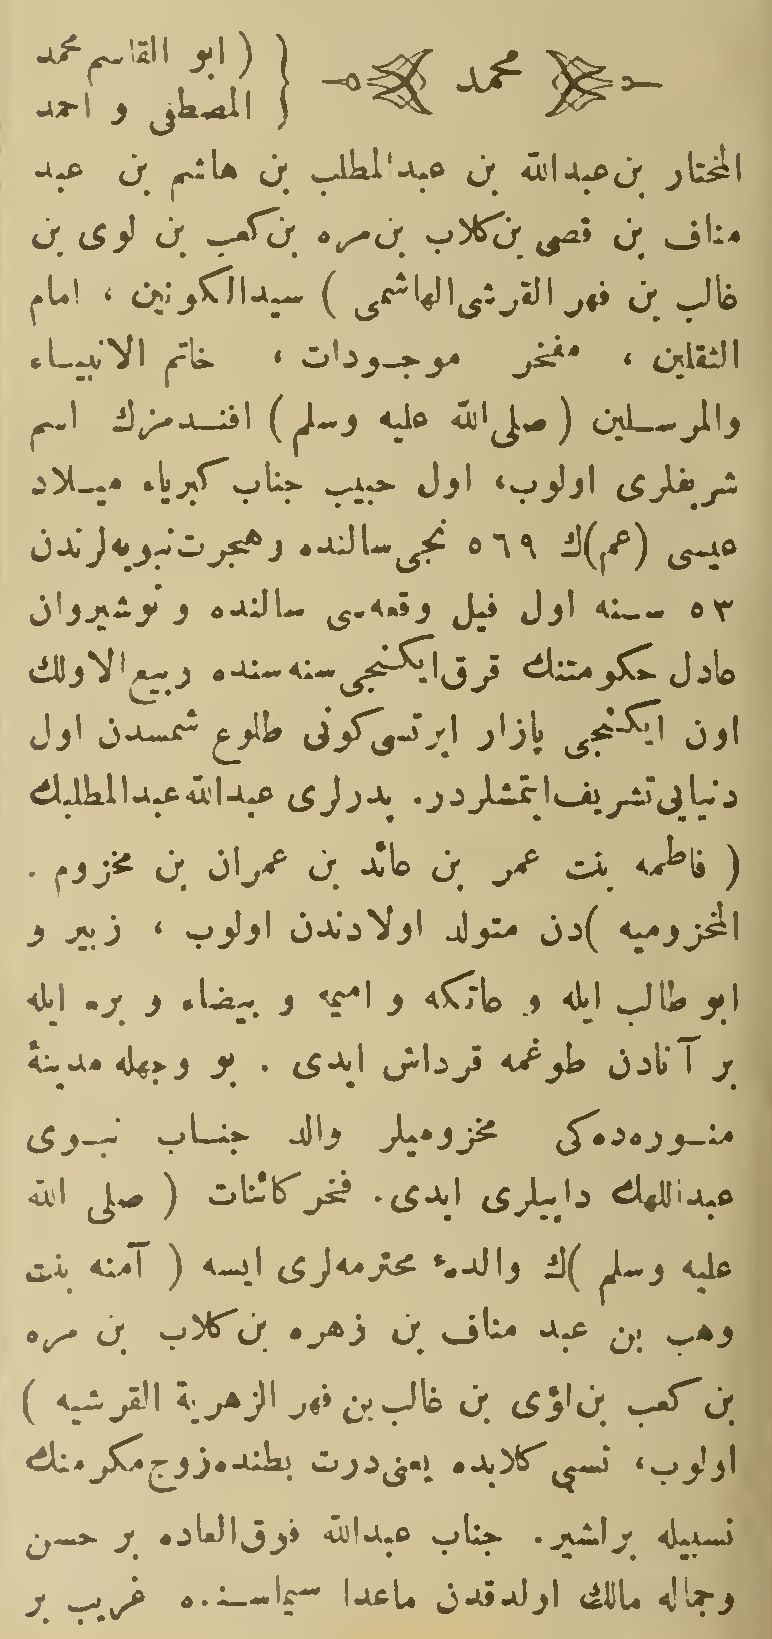 محمد { ( ابو القاسم محمد
المصطفى و احمد
المختار بن عبدالله بن عبدالمطلب بن هاشم بن عبد
مناف بن قصى بن كلاب بن مره بن كعب بن لوى بن
غالب بن فهر القرشى الهاشمى ) سيدالكونين ، امام
الثقلين ، مفخر موجودات ، خاتم الانبياء
والمرسلين ( صلى الله عليه وسلم ) افندمزك اسم
شريفلرى اولوب، اول حبيب جناب كبرياء ميلاد
عيسى (عم)ك ٥٦٩ نجى سالنده وهجرت نبويه لرندن
٥٣ سنه اول فيل وقعه سى سالنده و نوشيروان
عادل حكومتنك قرق ايكنجى سنه سنده ربيع الاولك
اون ايكنجى پازار ايرتسى كونى طلوع شمسدن اول
دنيايى تشريف ايتمشلردر. پدرلرى عبدالله عبدالمطلبك
( فاطمه بنت عمر بن عائد بن عمران بن مخزوم .
المخزوميه )دن متولد اولادندن اولوب ، زبير و
ابو طالب ايله و عاتكه و اميمه و بيضاء و بره ايله
بر آنادن طوغمه قرداش ايدى . بو وجهله مدينۀ
منوره ده كى مخزوميلر والد جناب نبوى
عبداللهك داييلرى ايدى. فخر كائنات ( صلى الله
عليه وسلم )ك والدهء محترمه لرى ايسه ( آمنه بنت
وهب بن عبد مناف بن زهره بن كلاب بن مره
بن كعب بن لؤى بن غالب بن فهر الزهرية القرشيه )
اولوب، نسبى كلابده يعنى درت بطنده زوج مكرمنك
نسبيله براشير. جناب عبدالله فوق العاده بر حسن
وجماله مالك اولدقدن ماعدا سيماسنده غريب بر